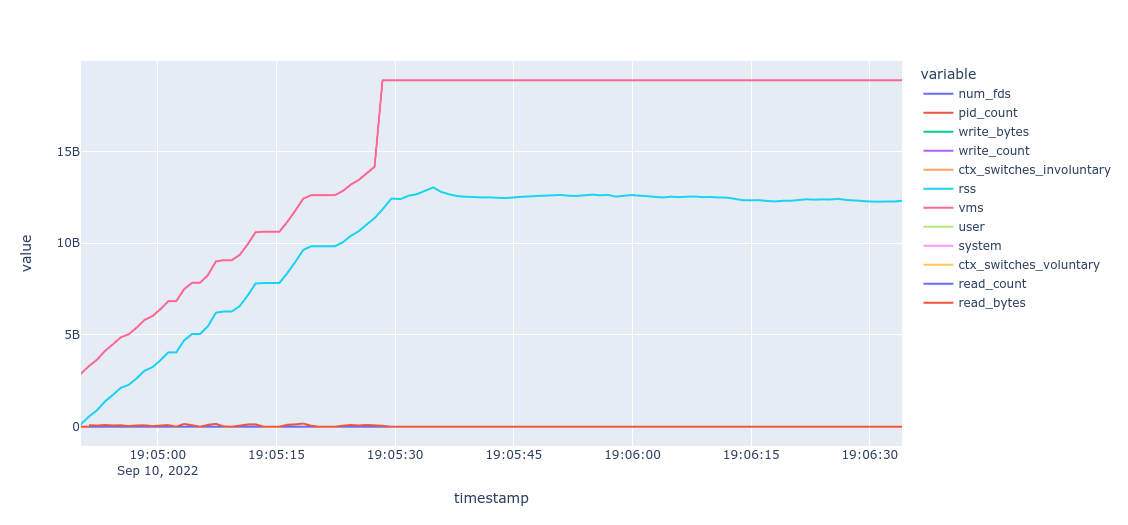 variable
num_fds
pid_count
write_bytes
write_count
ctx_switches_involuntary
rss
vms
user
system
ctx_switches_voluntary
read_count
read_bytes
value
15B
10B
5B
0
19:05:00 19:05:15 19:05:30 19:05:45 19:06:00 19:06:15 19:06:30
Sep 10, 2022
timestamp